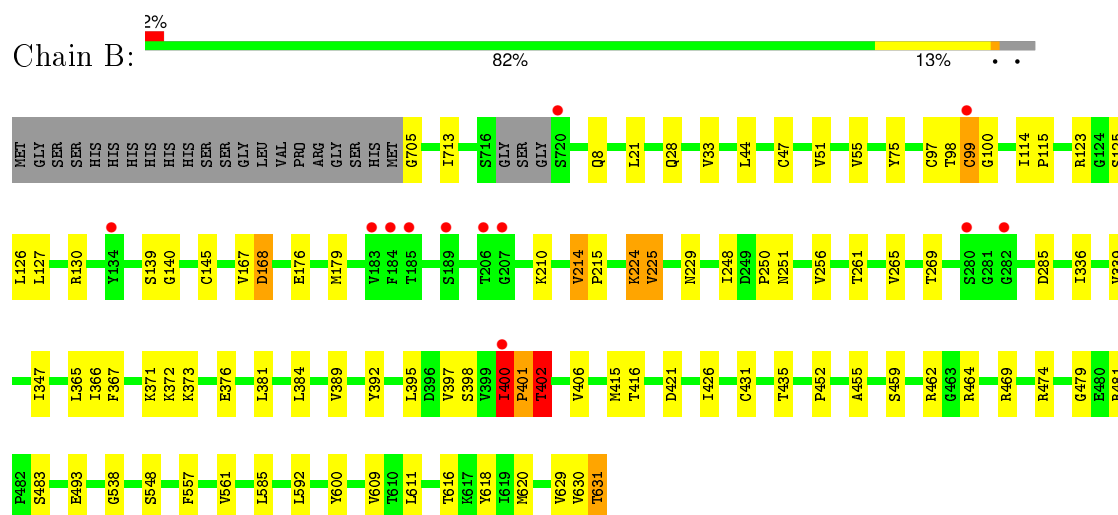 2%
Chain B:
82% 13% • •
MET GLY SER SER HIS HIS HIS HIS HIS HIS SER SER GLY LEU VAL PRO ARG GLY SER HIS MET G705 I713 S716 GLY SER GLY S720 Q8 L21 Q28 V33 L44 C47 V51 V55 Y75 C97 T98 C99 G100 I114 P115 R123 G124 S125
L126 L127 R130 Y134 S139 G140 C145 V167 D168 E176 M179 V183 F184 T185 S189 T206 G207 K210 V214 P215 K224 V225 N229 I248 D249 P250 N251 V256 T261 V265 T269 S280 G281 G282 D285 I336 V339
I347 L365 I366 F367 K371 K372 K373 E376 L381 L384 V389 Y392 L395 D396 V397 S398 V399 I400 P401 T402 V406 M415 T416 D421 I426 C431 T435 P452 A455 S459 R462 G463 R464 R469 R474 G479 E480 R481
P482 S483 E493 G538 S548 F557 V561 L585 L592 Y600 V609 T610 L611 T616 K617 Y618 I619 M620 V629 V630 T631